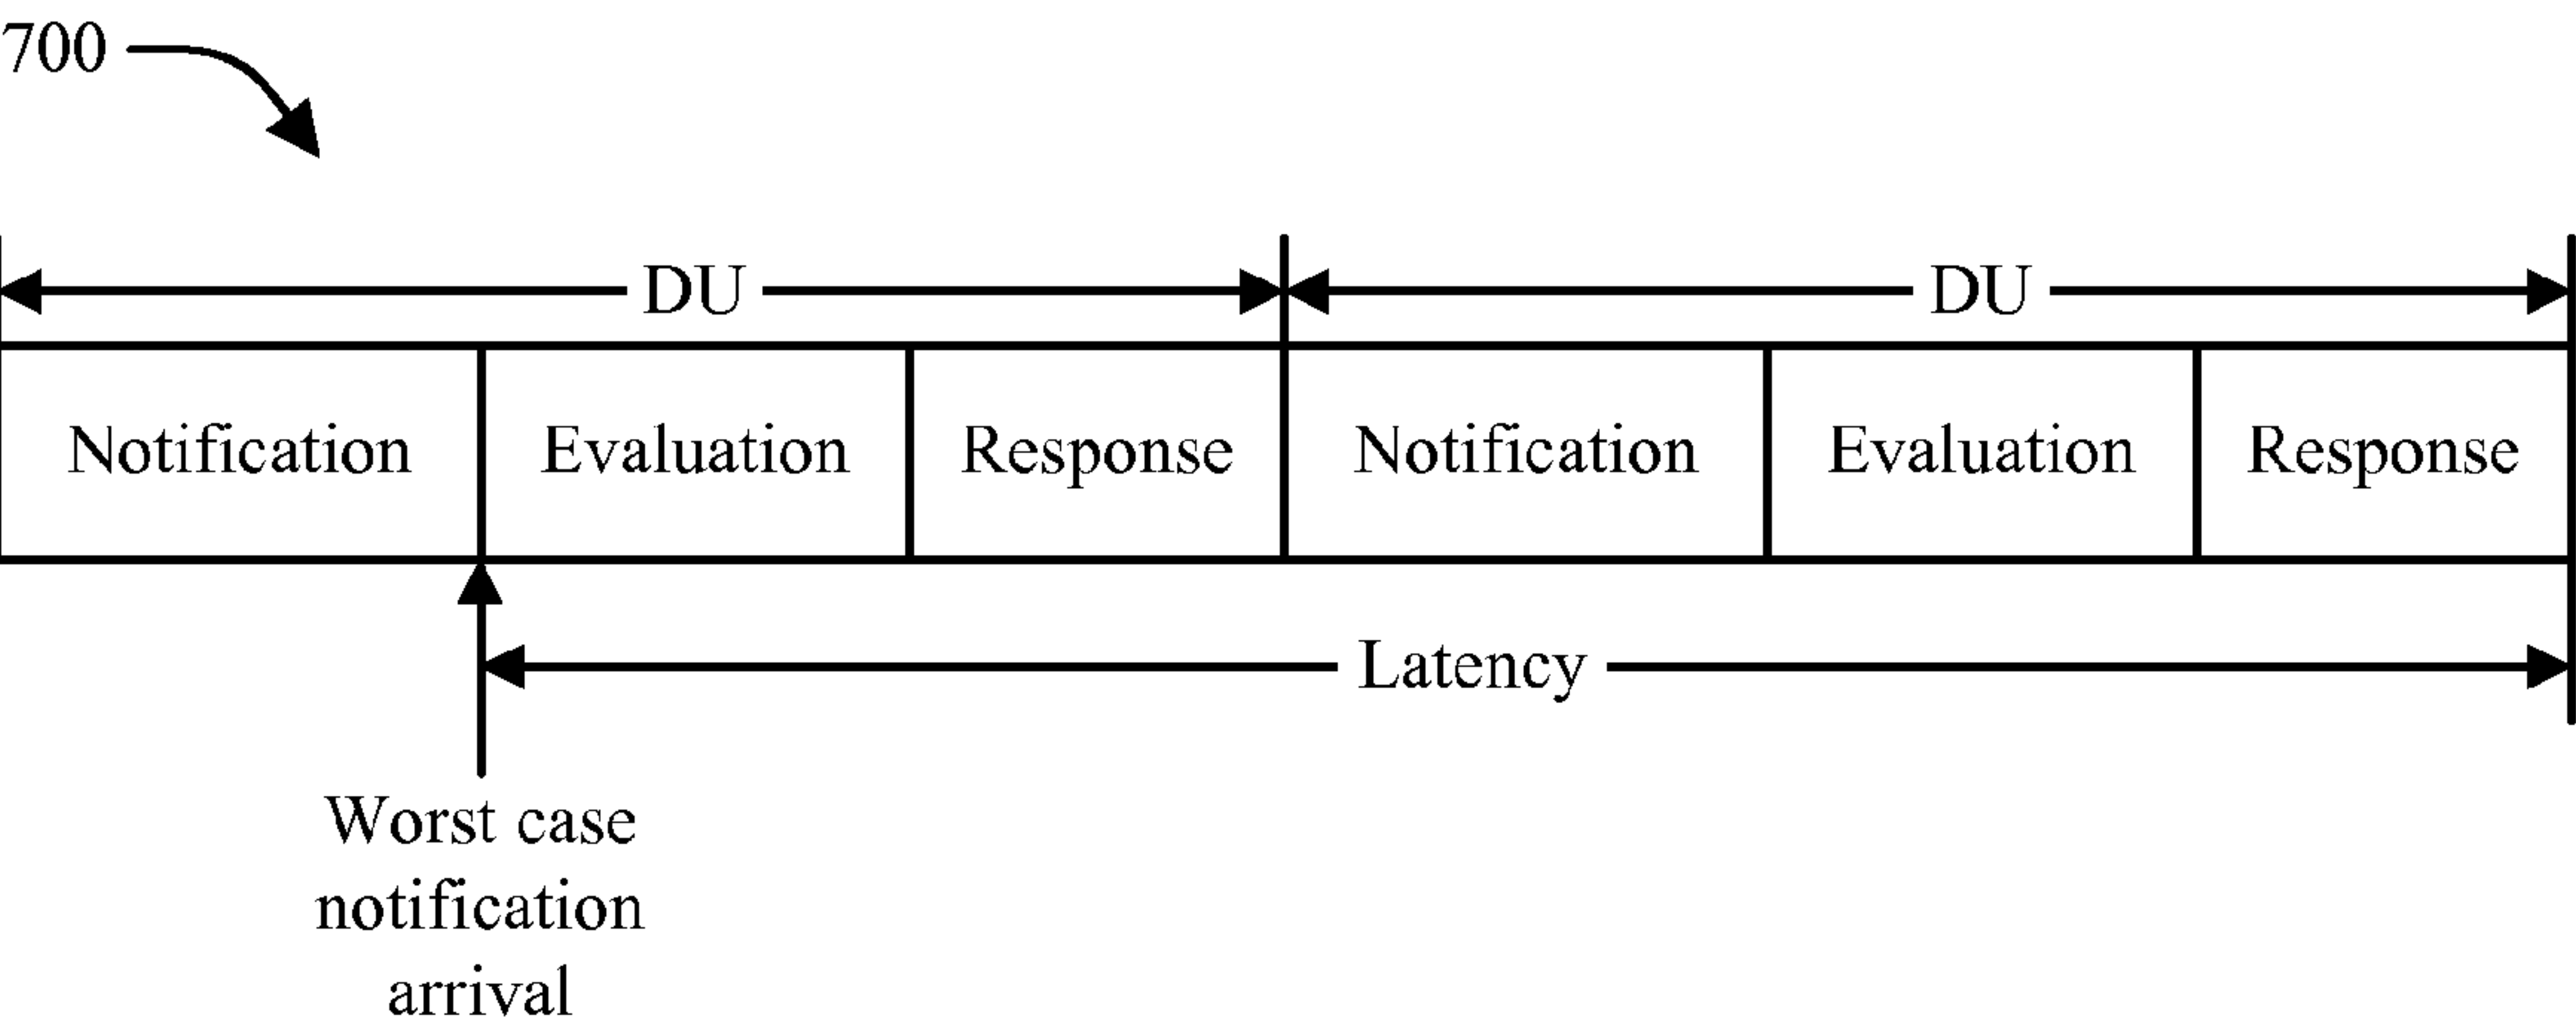 700
DU DU
Notification Evaluation Response Notification Evaluation Response
Latency
Worst case
notification
arrival